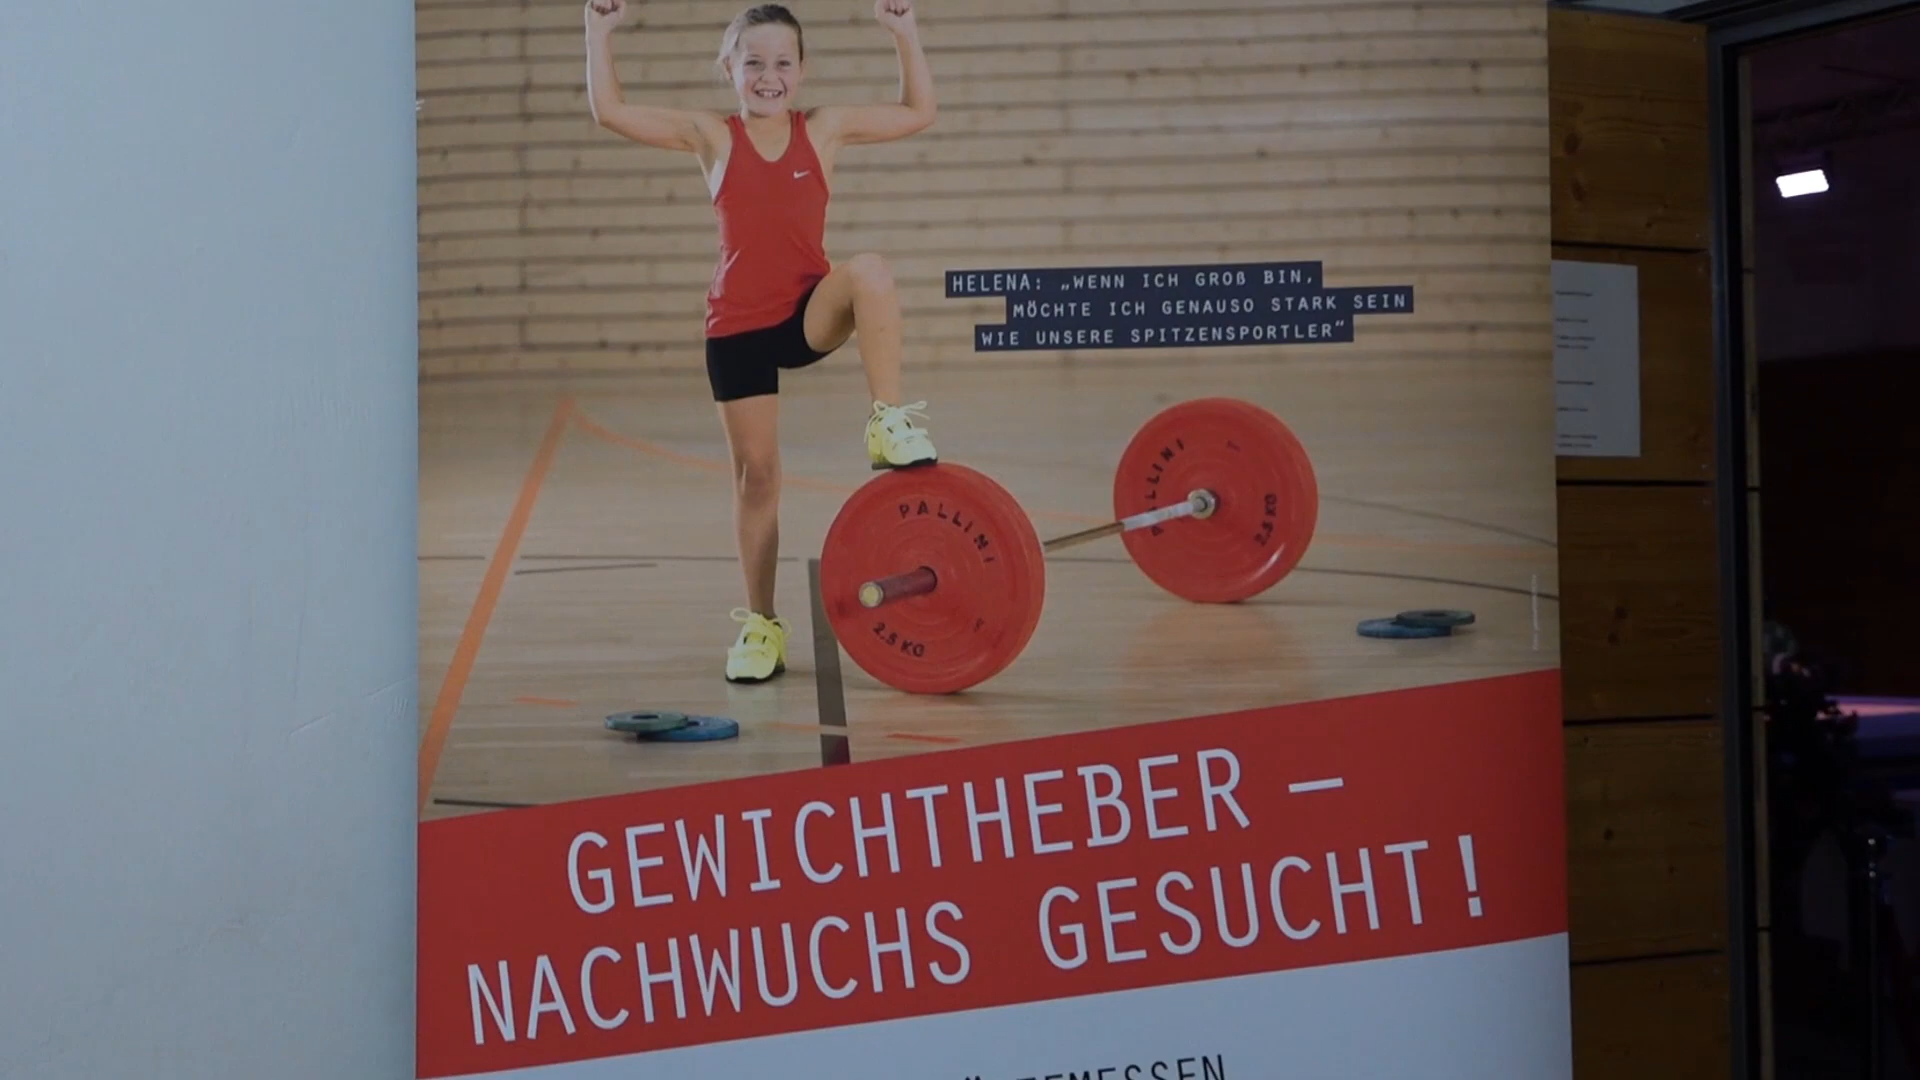 HELENA: „WENN ICH GROß BIN,
MÖCHTE ICH GENAUSO STARK SEIN
WIE UNSERE SPITZENSPORTLER“
PALLINI
2,5 KG
PALLINI
2,5 KG
GEWICHTHEBER –
NACHWUCHS GESUCHT!